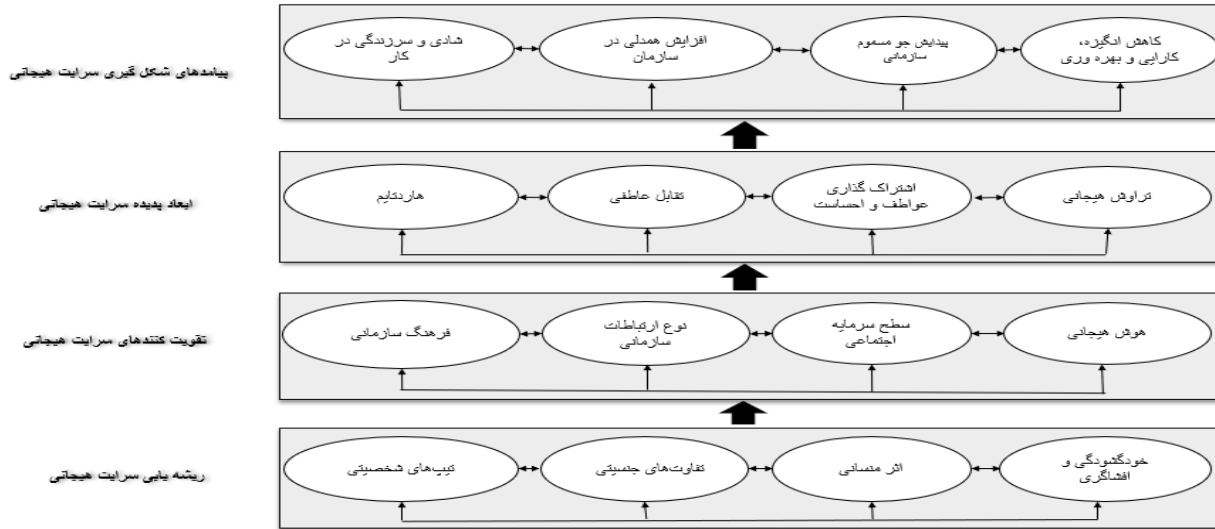 پیامدهای شکل گیری سرایت هیجانی
کاهش انگیزه،
کارایی و بهره وری
پیدایش جو مسموم
سازمانی
افزایش همدلی در
سازمان
شادی و سرزندگی در
کار
ابعاد پدیده سرایت هیجانی
تراوش هیجانی
اشتراک گذاری
عواطف و احساست
تقابل عاطفی
هاردتایم
تقویت کنندهای سرایت هیجانی
هوش هیجانی
سطح سرمایه
اجتماعی
نوع ارتباطات
سازمانی
فرهنگ سازمانی
ریشه یابی سرایت هیجانی
خودگشودگی و
افشاگری
اثر منسانی
تفاوت‌های جنسیتی
تیپ‌های شخصیتی